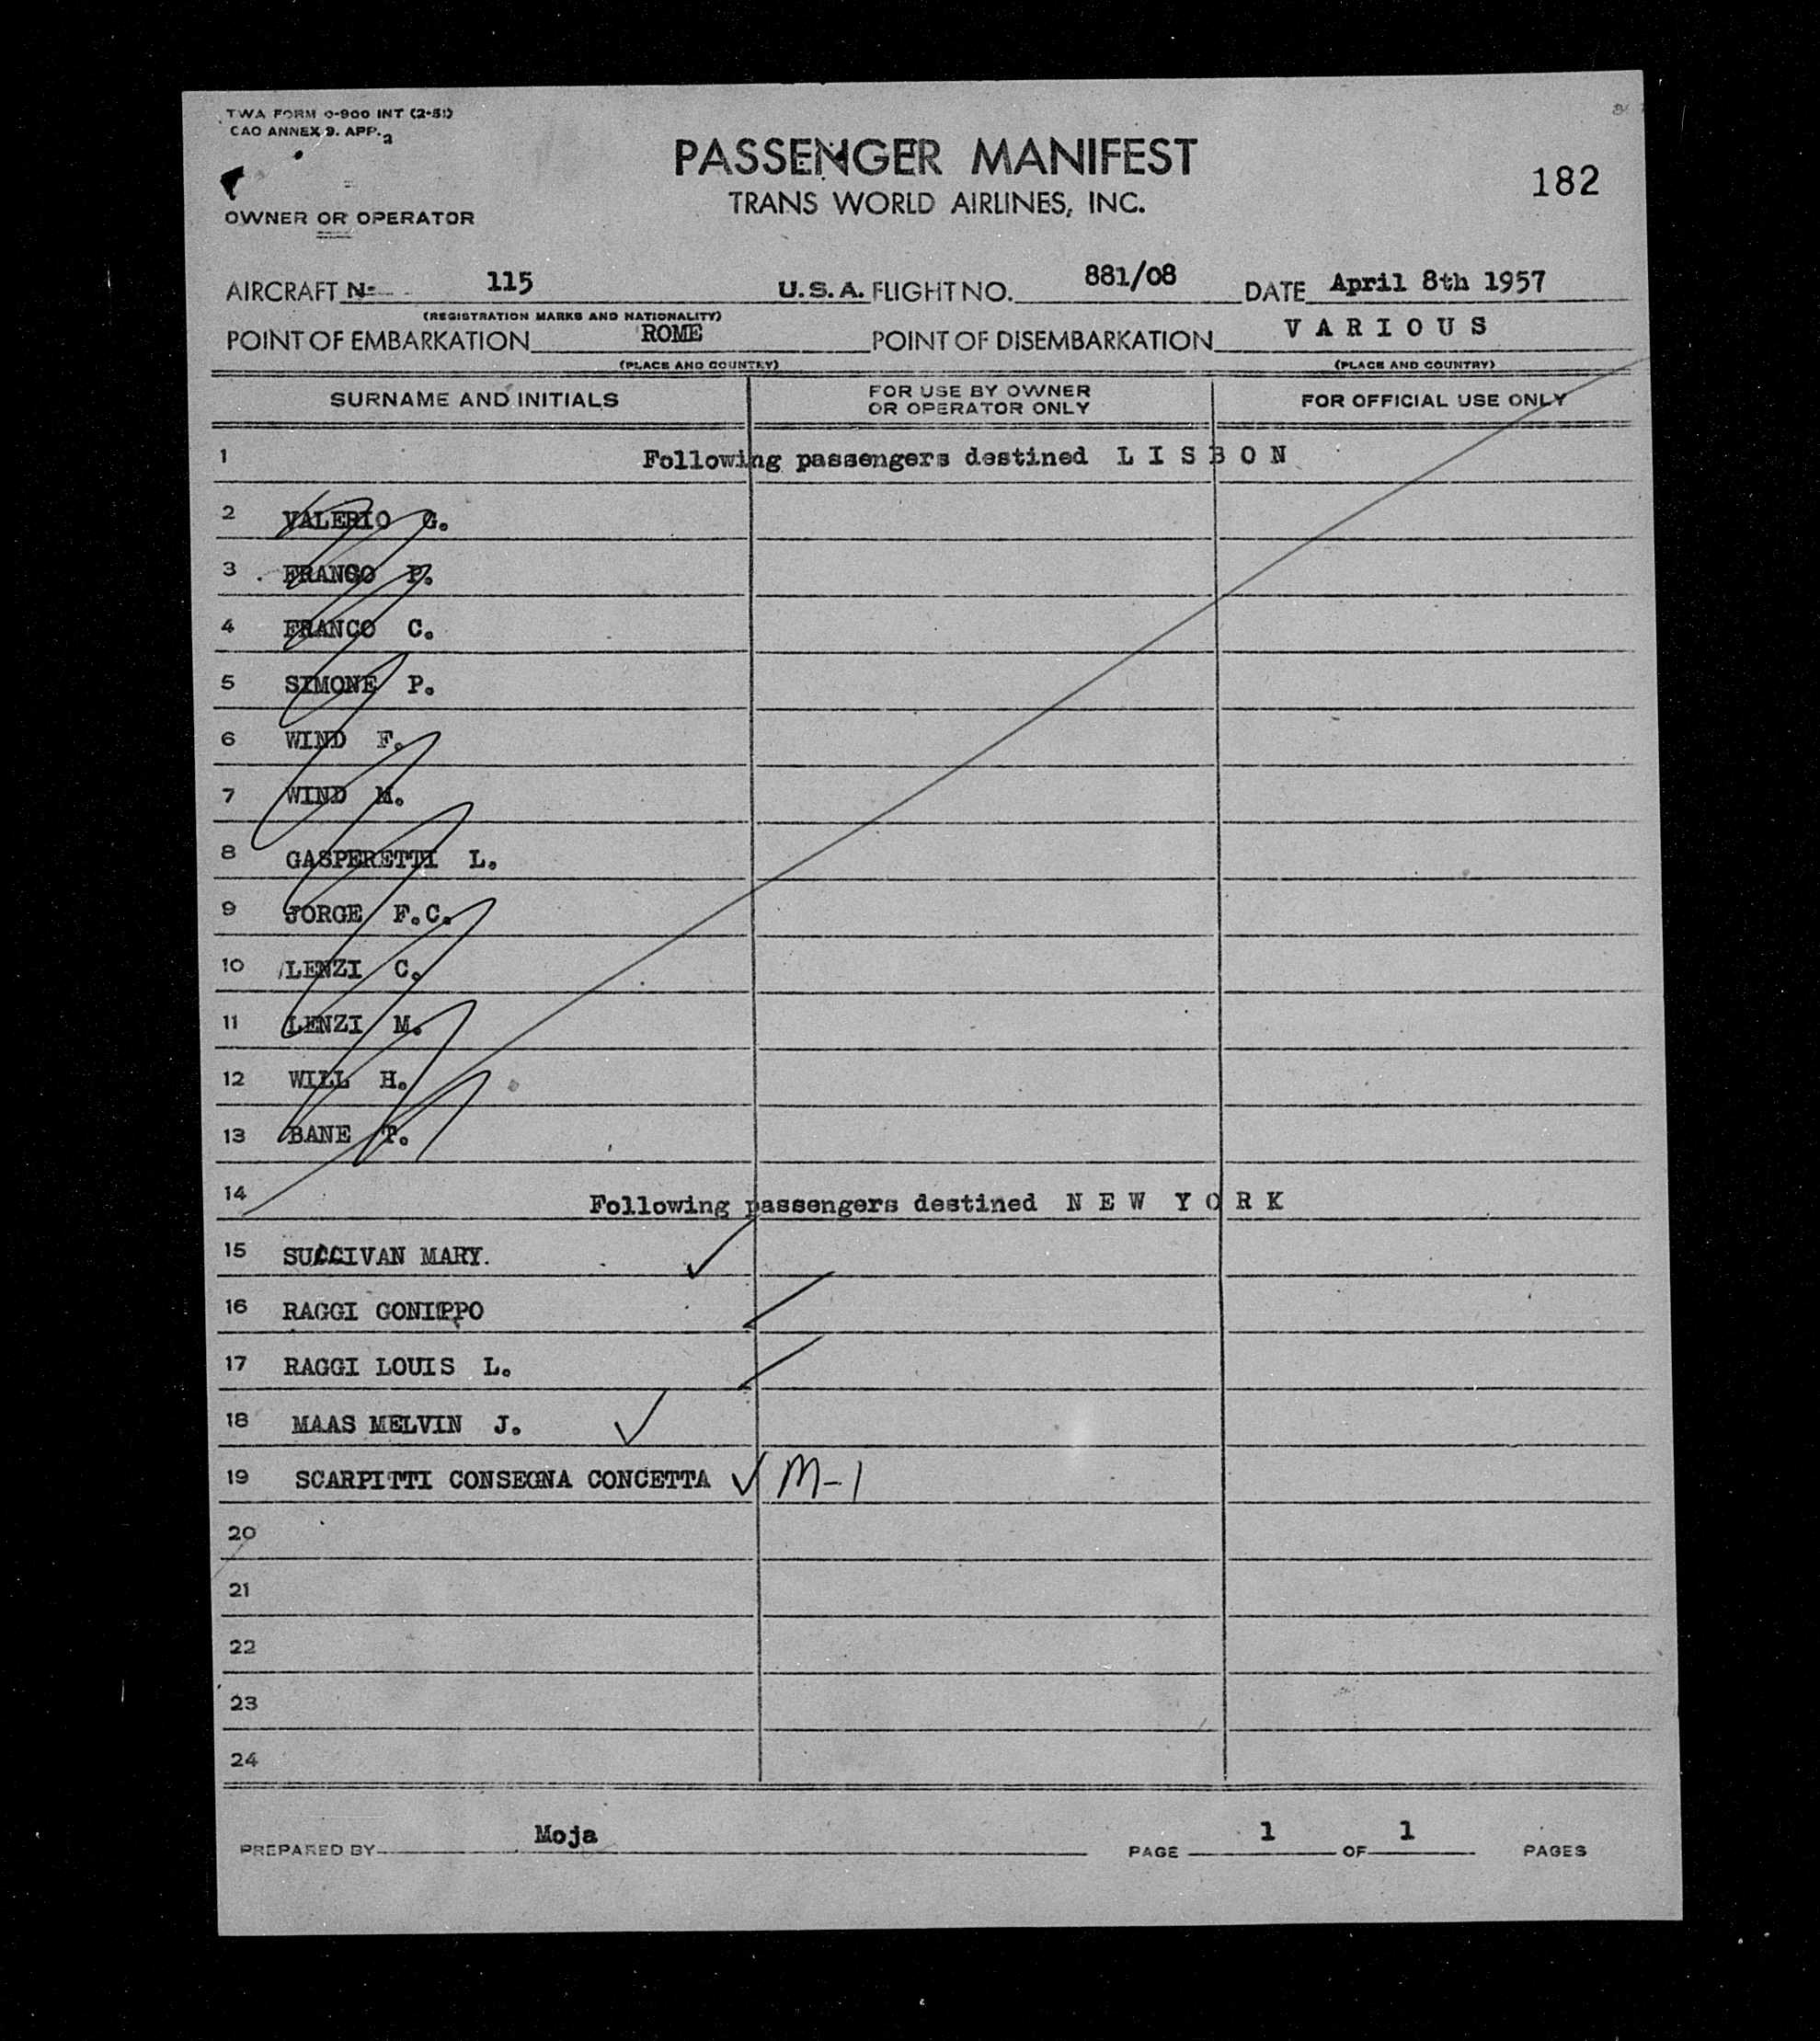 TWA FORM 0-900 INT (2-51)
CAO ANNEX 9. APP. 2
PASSENGER MANIFEST
182
TRANS WORLD AIRLINES, INC.
OWNER OR OPERATOR
AIRCRAFT N- 115 U.S.A. FLIGHT NO. 881/08 DATE April 8th 1957
(REGISTRATION MARKS AND NATIONALITY)
POINT OF EMBARKATION ROME POINT OF DISEMBARKATION VARIOUS
(PLACE AND COUNTRY) (PLACE AND COUNTRY)
SURNAME AND INITIALS FOR USE BY OWNER OR OPERATOR ONLY FOR OFFICIAL USE ONLY
1 Following passengers destined LISBON
2 VALERIO G.
3 FRANCO P.
4 FRANCO C.
5 SIMONE P.
6 WIND F.
7 WIND M.
8 GASPERETTI L.
9 JORGE F.C.
10 LENZI C.
11 LENZI M.
12 WILL H.
13 BANE T.
14 Following passengers destined NEW YORK
15 SULLIVAN MARY.
16 RAGGI GONIPPO
17 RAGGI LOUIS L.
18 MAAS MELVIN J.
19 SCARPITTI CONSEGNA CONCETTA M-1
20
21
22
23
24
PREPARED BY Moja PAGE 1 OF 1 PAGES